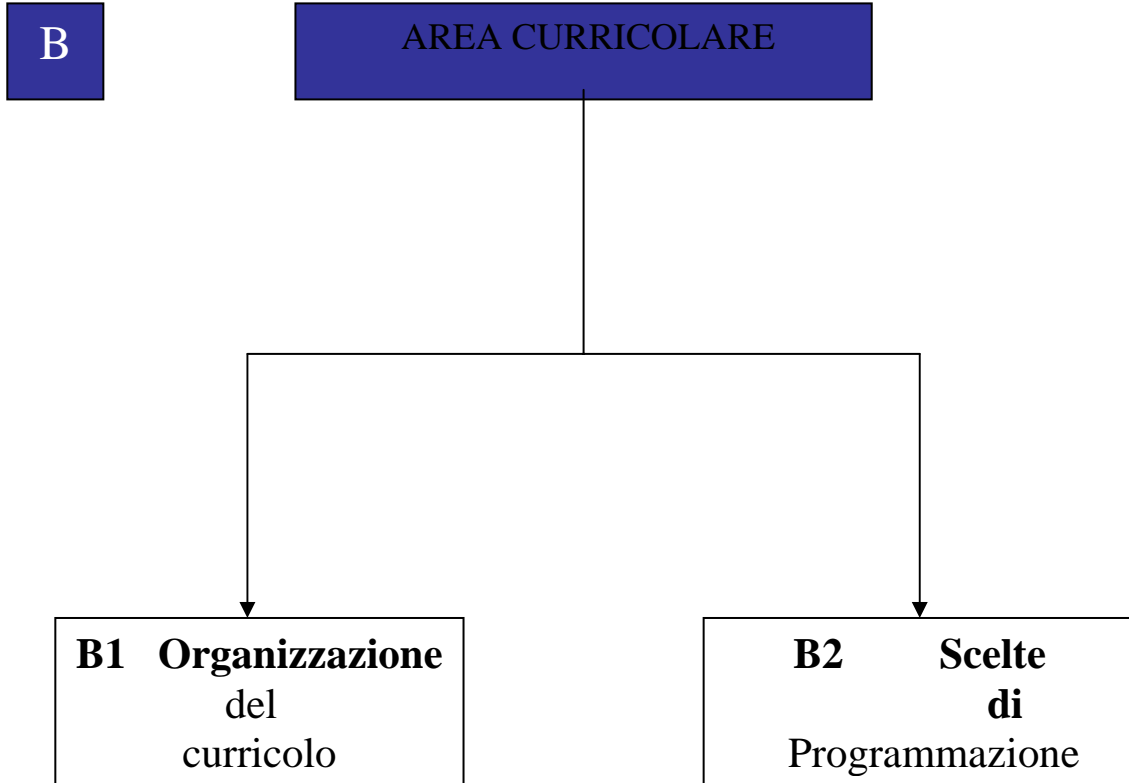 B
AREA CURRICOLARE
B1 Organizzazione
del
curricolo
B2 Scelte
di
Programmazione